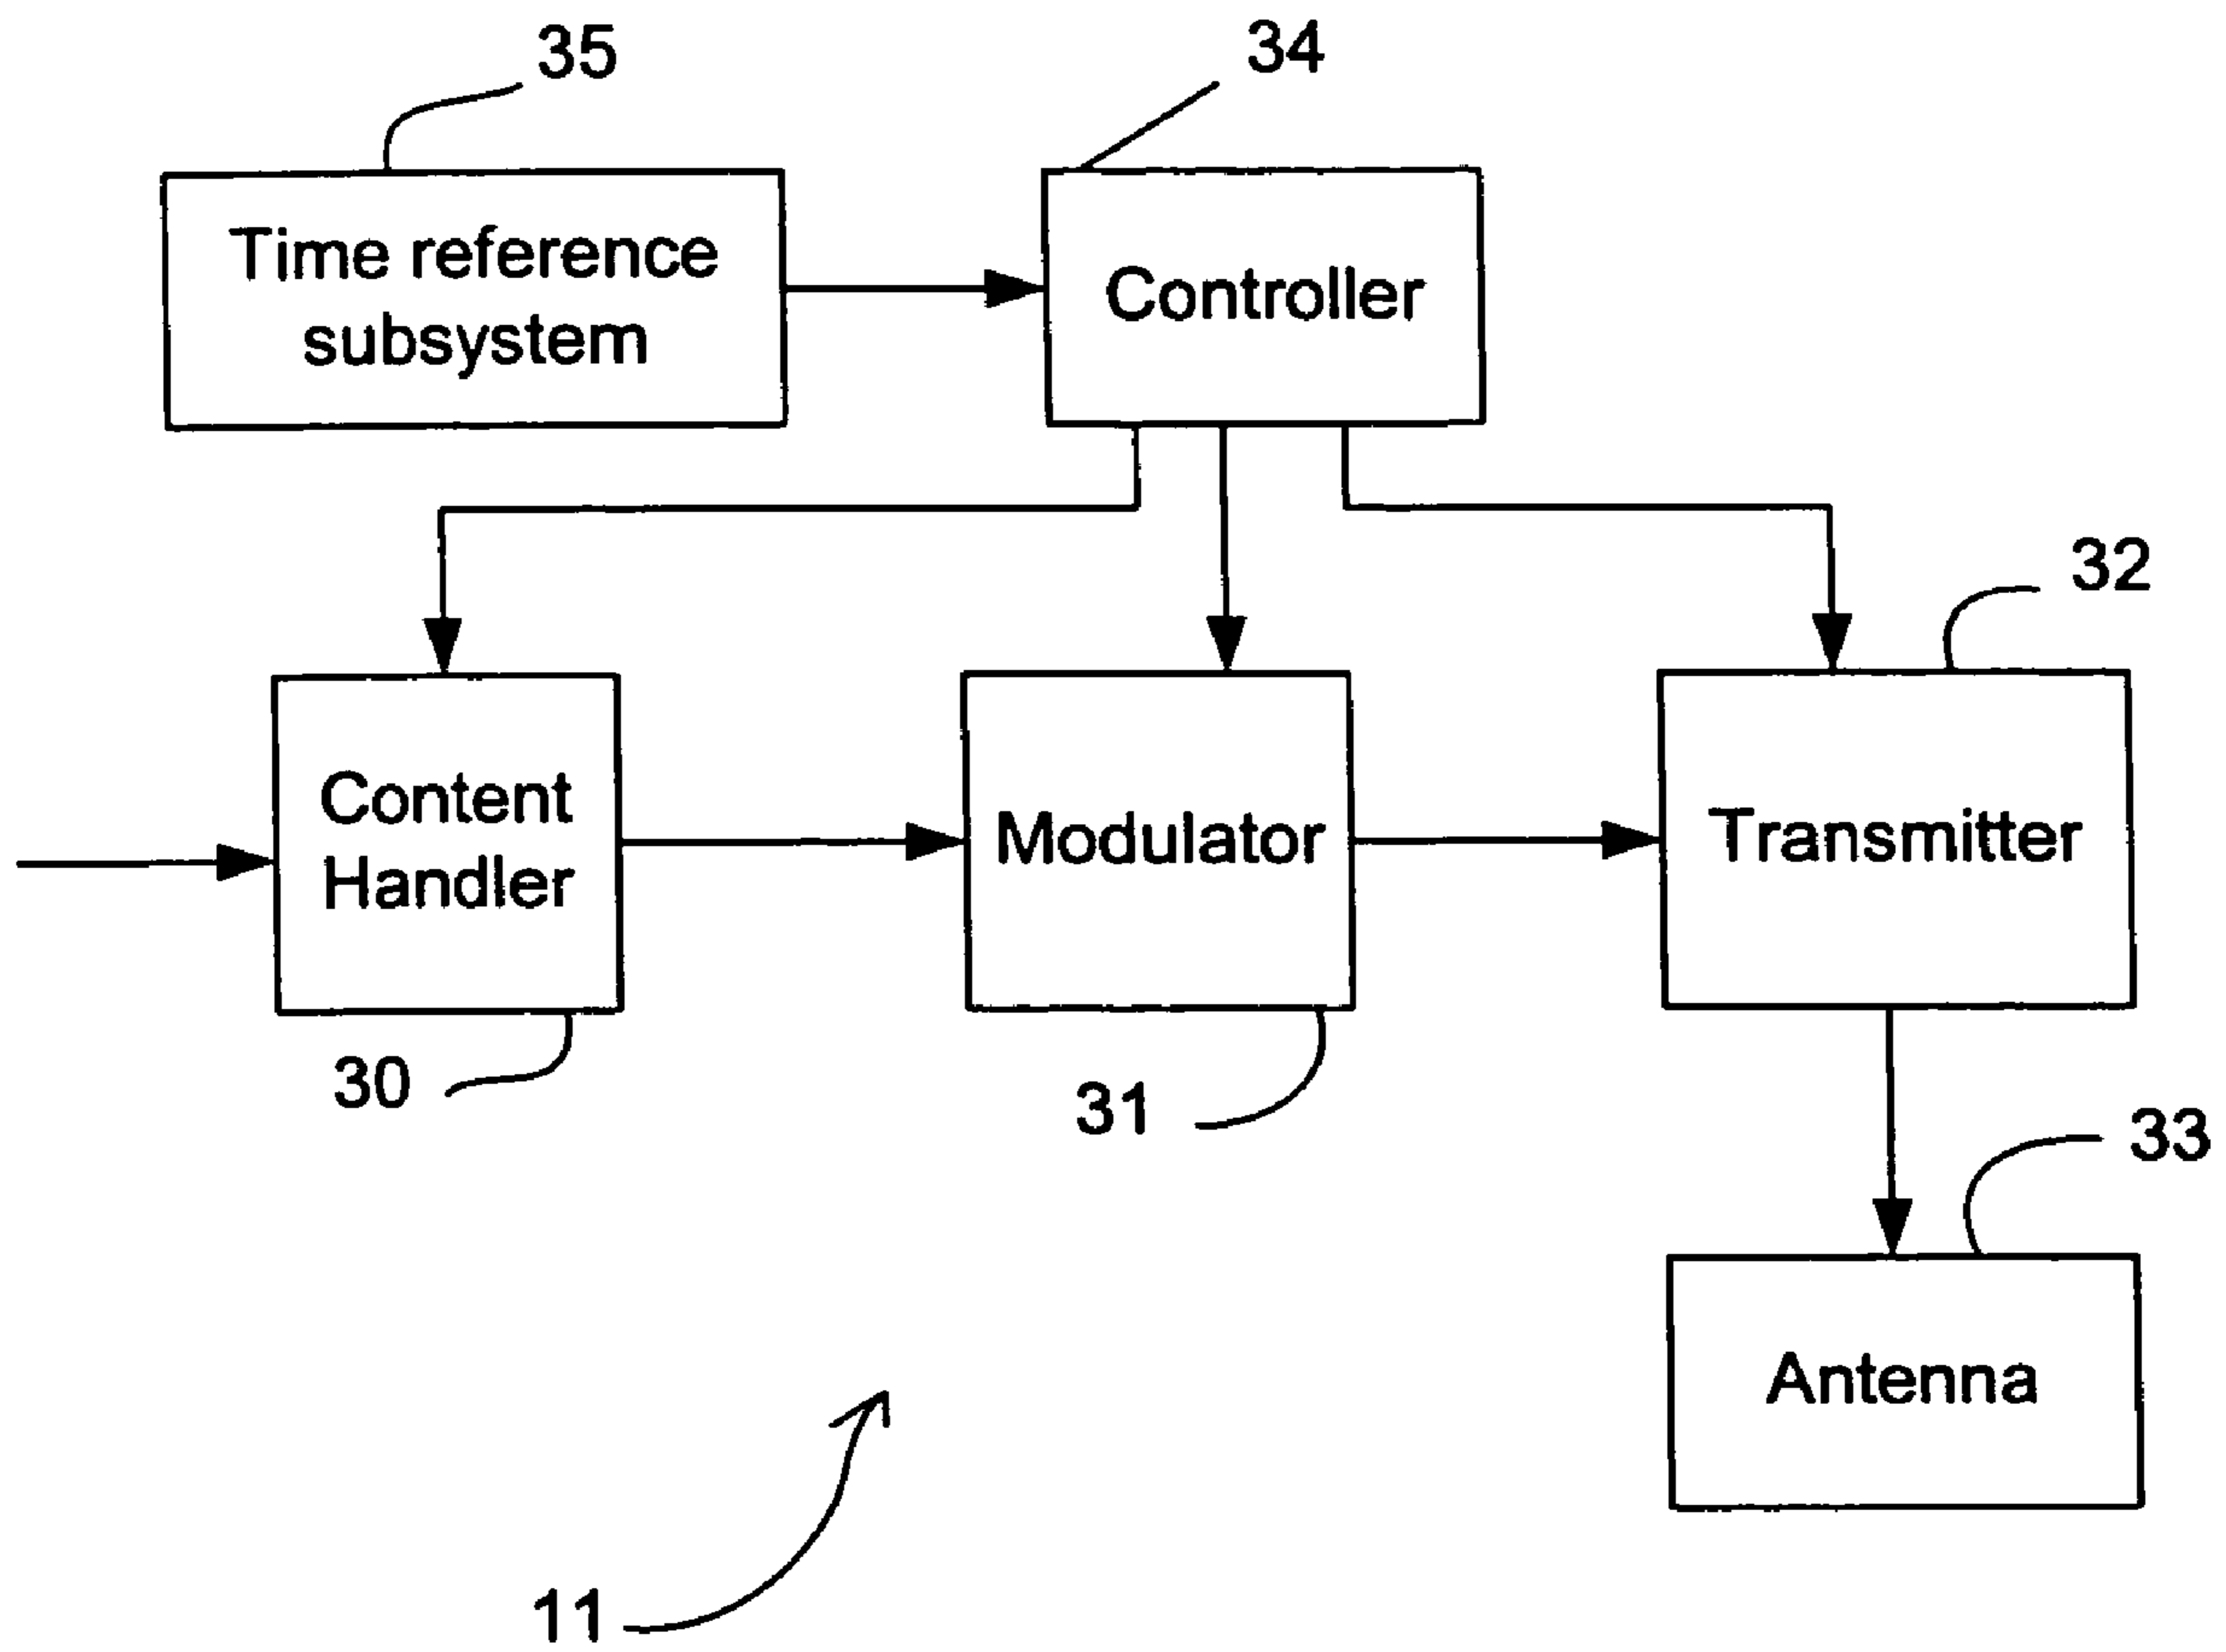 35
34
Time reference
subsystem
Controller
32
Content
Handler
Modulator
Transmitter
30
31
33
Antenna
11